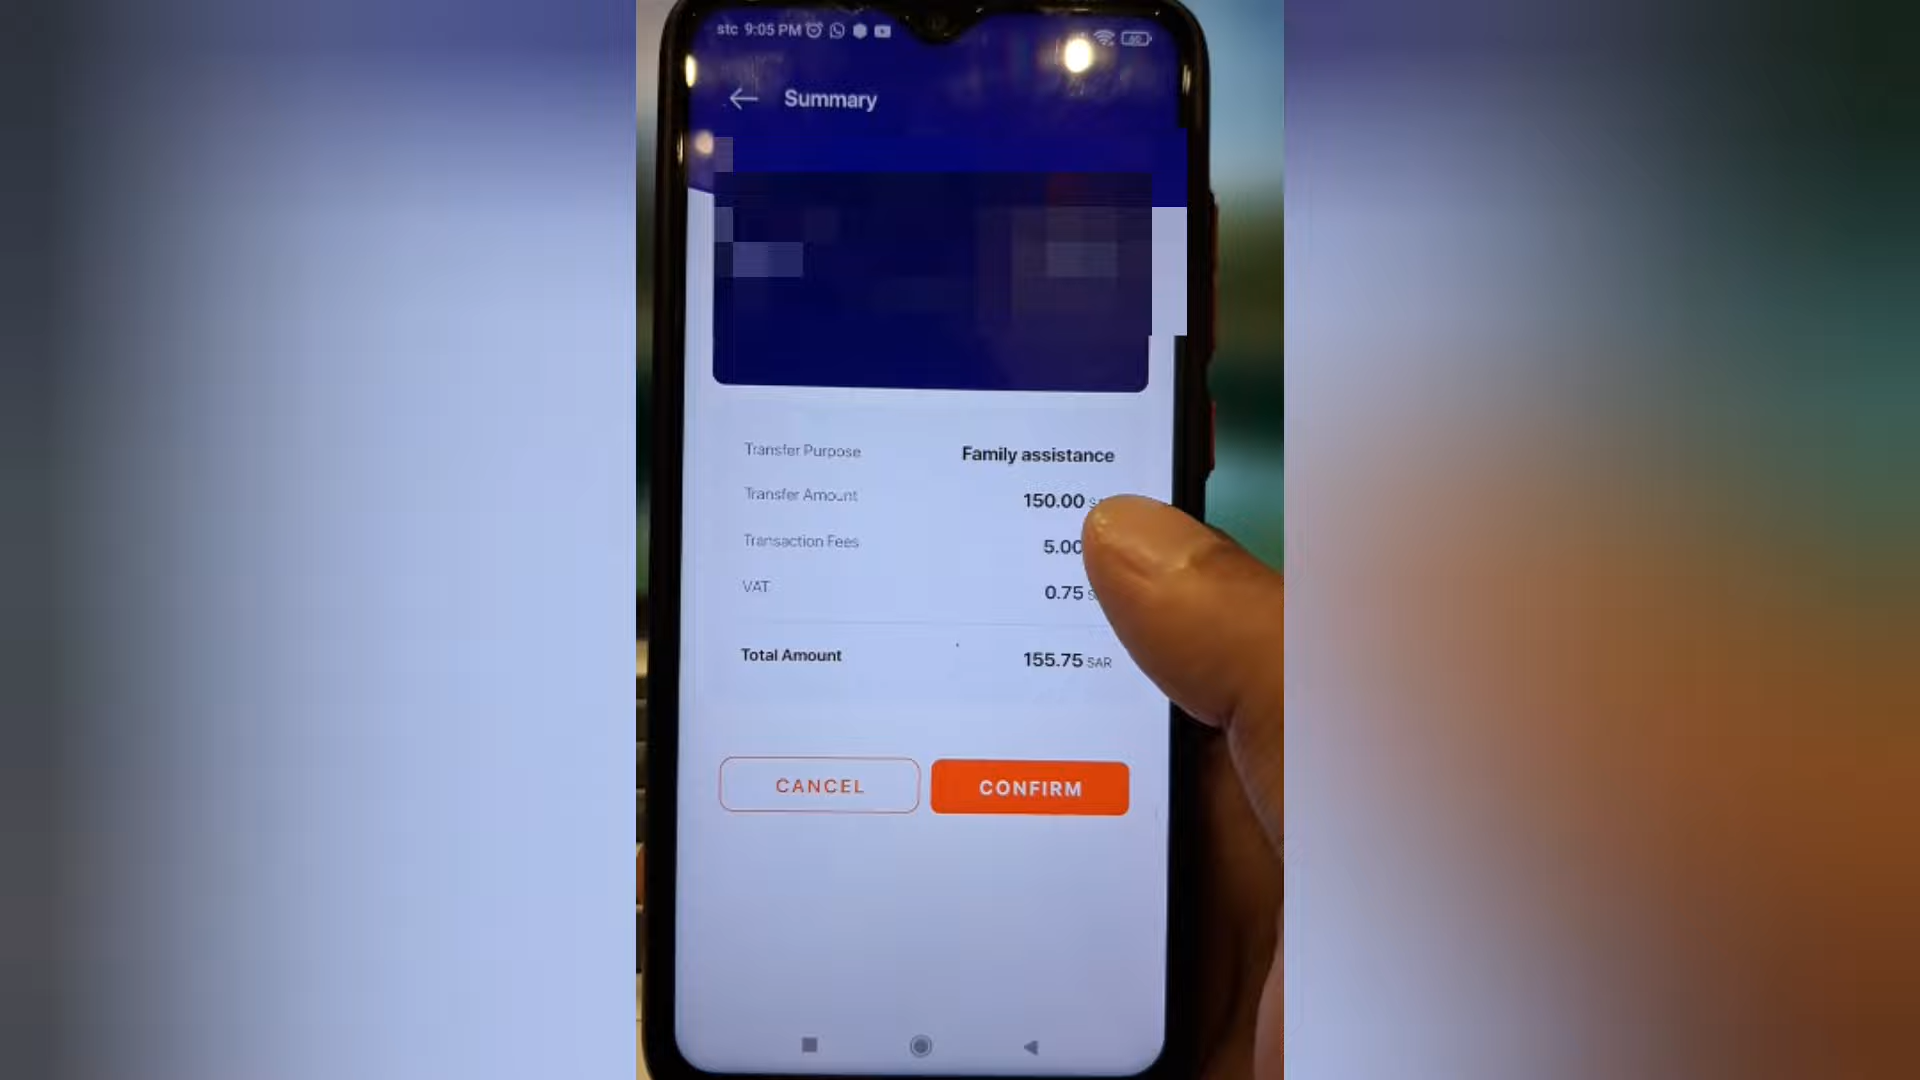 stc 9:05 PM
60
Summary
Transfer Purpose Family assistance
Transfer Amount 150.00
Transaction Fees 5.00
VAT 0.75
Total Amount 155.75 SAR
CANCEL CONFIRM